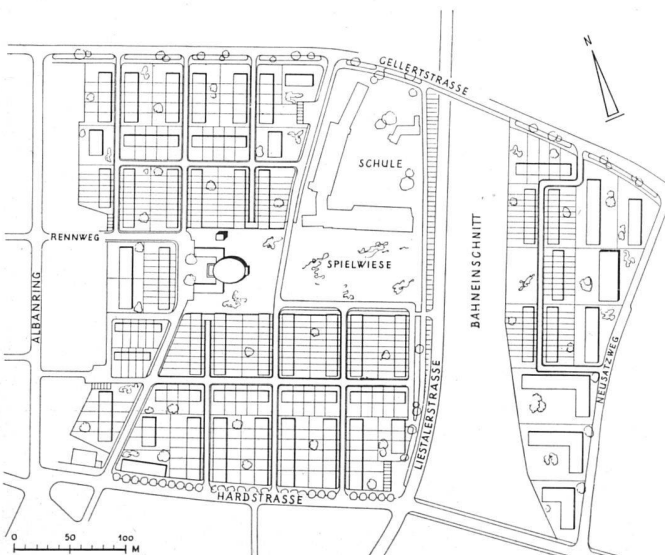 N
GELLERTSTRASSE
SCHULE
RENNWEG
SPIELWIESE
BAHNEINSCHNITT
ALBANRING
LIESTALERSTRASSE
NEUSATZWEG
HARDSTRASSE
0 50 100
M